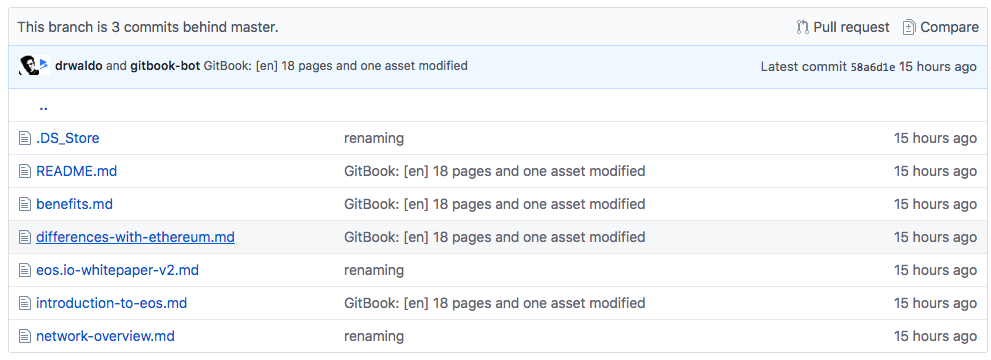 This branch is 3 commits behind master. Pull request Compare
drwaldo and gitbook-bot GitBook: [en] 18 pages and one asset modified Latest commit 58a6d1e 15 hours ago
..
.DS_Store renaming 15 hours ago
README.md GitBook: [en] 18 pages and one asset modified 15 hours ago
benefits.md GitBook: [en] 18 pages and one asset modified 15 hours ago
differences-with-ethereum.md GitBook: [en] 18 pages and one asset modified 15 hours ago
eos.io-whitepaper-v2.md renaming 15 hours ago
introduction-to-eos.md GitBook: [en] 18 pages and one asset modified 15 hours ago
network-overview.md renaming 15 hours ago